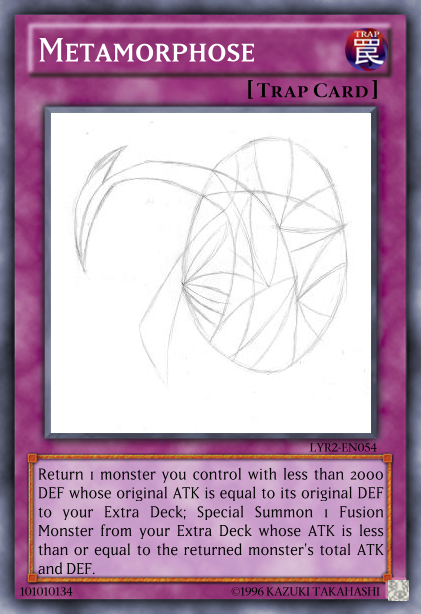 Metamorphose
TRAP
罠
[Trap Card]
LYR2-EN054
Return 1 monster you control with less than 2000
DEF whose original ATK is equal to its original DEF
to your Extra Deck; Special Summon 1 Fusion
Monster from your Extra Deck whose ATK is less
than or equal to the returned monster's total ATK
and DEF.
101010134
©1996 KAZUKI TAKAHASHI